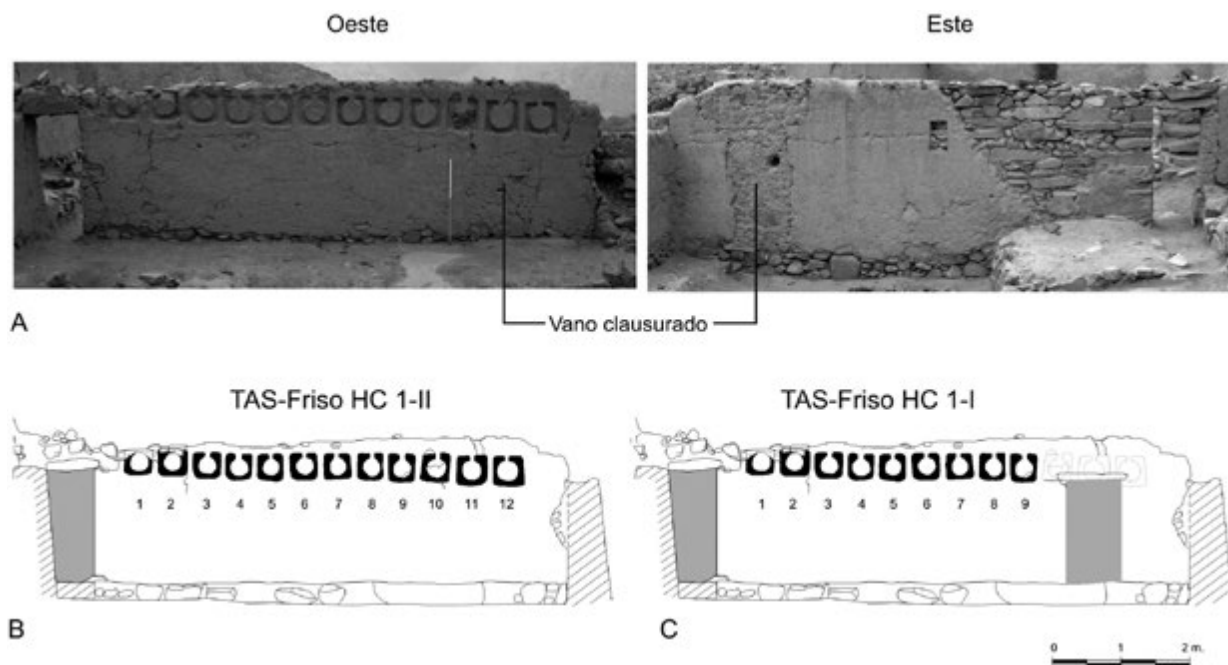 Oeste
Este
A
Vano clausurado
TAS-Friso HC 1-II
TAS-Friso HC 1-I
1 2 3 4 5 6 7 8 9 10 11 12
1 2 3 4 5 6 7 8 9
B
C
0 1 2 m.